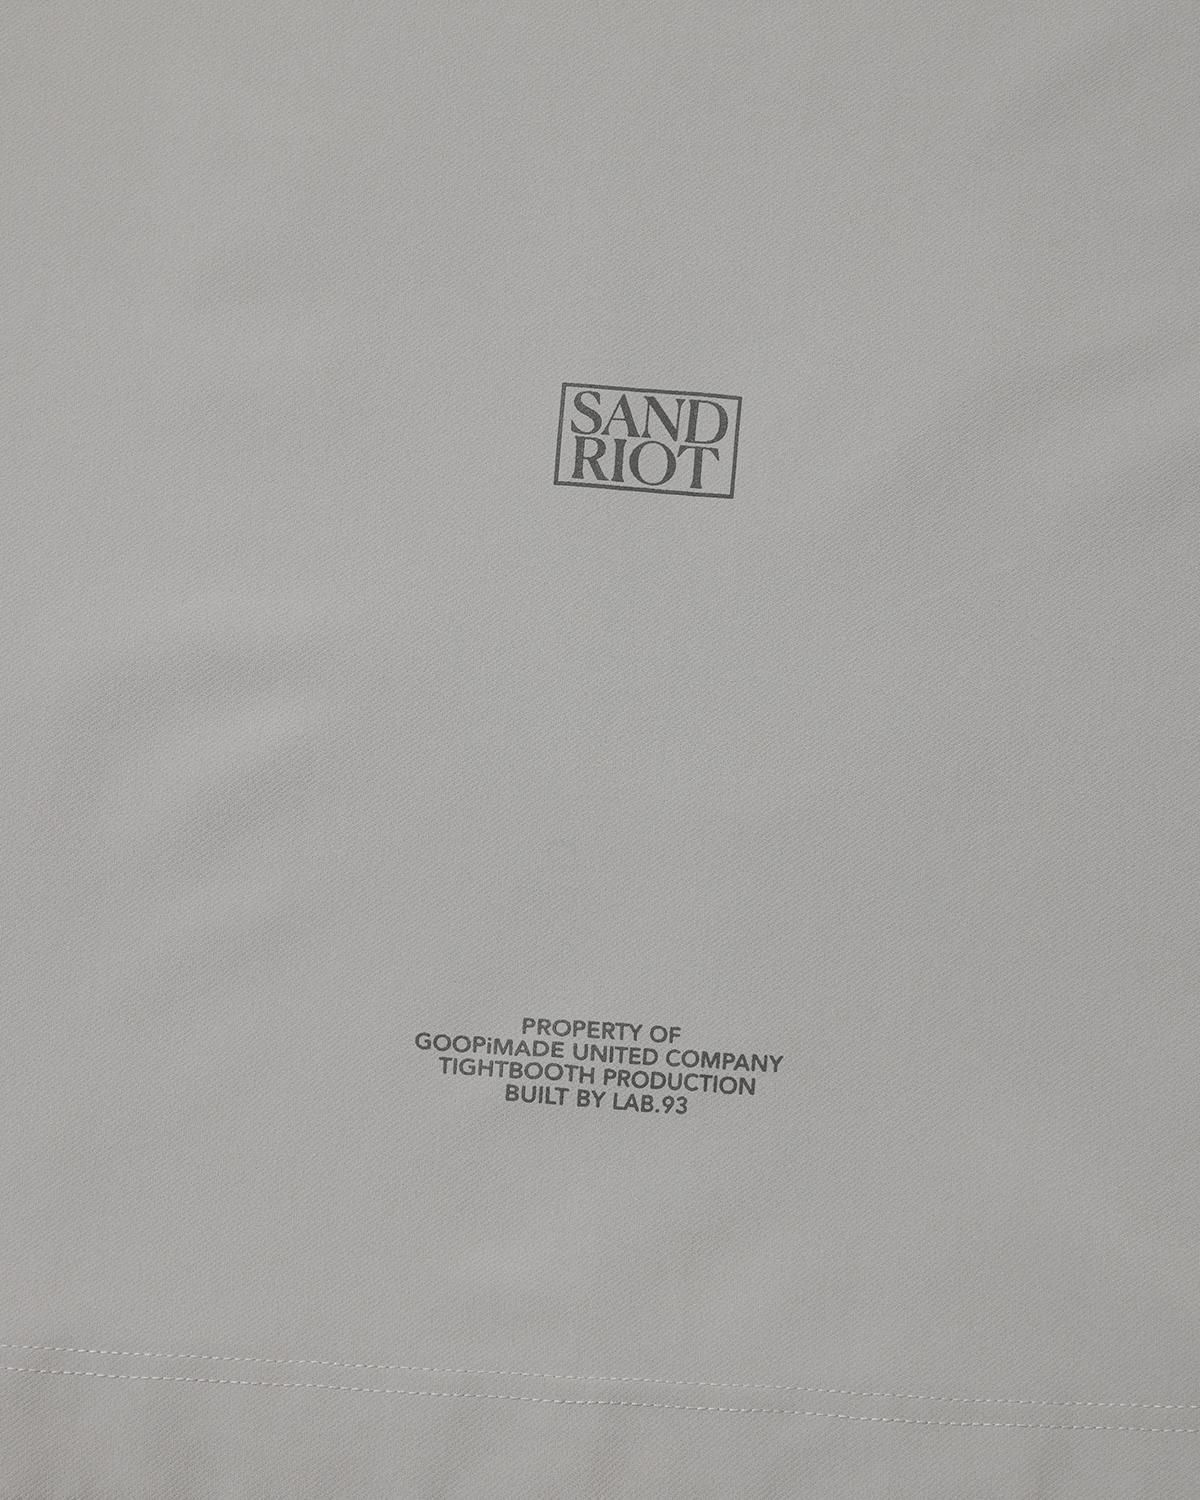 SAND
RIOT
PROPERTY OF
GOOPiMADE UNITED COMPANY
TIGHTBOOTH PRODUCTION
BUILT BY LAB.93